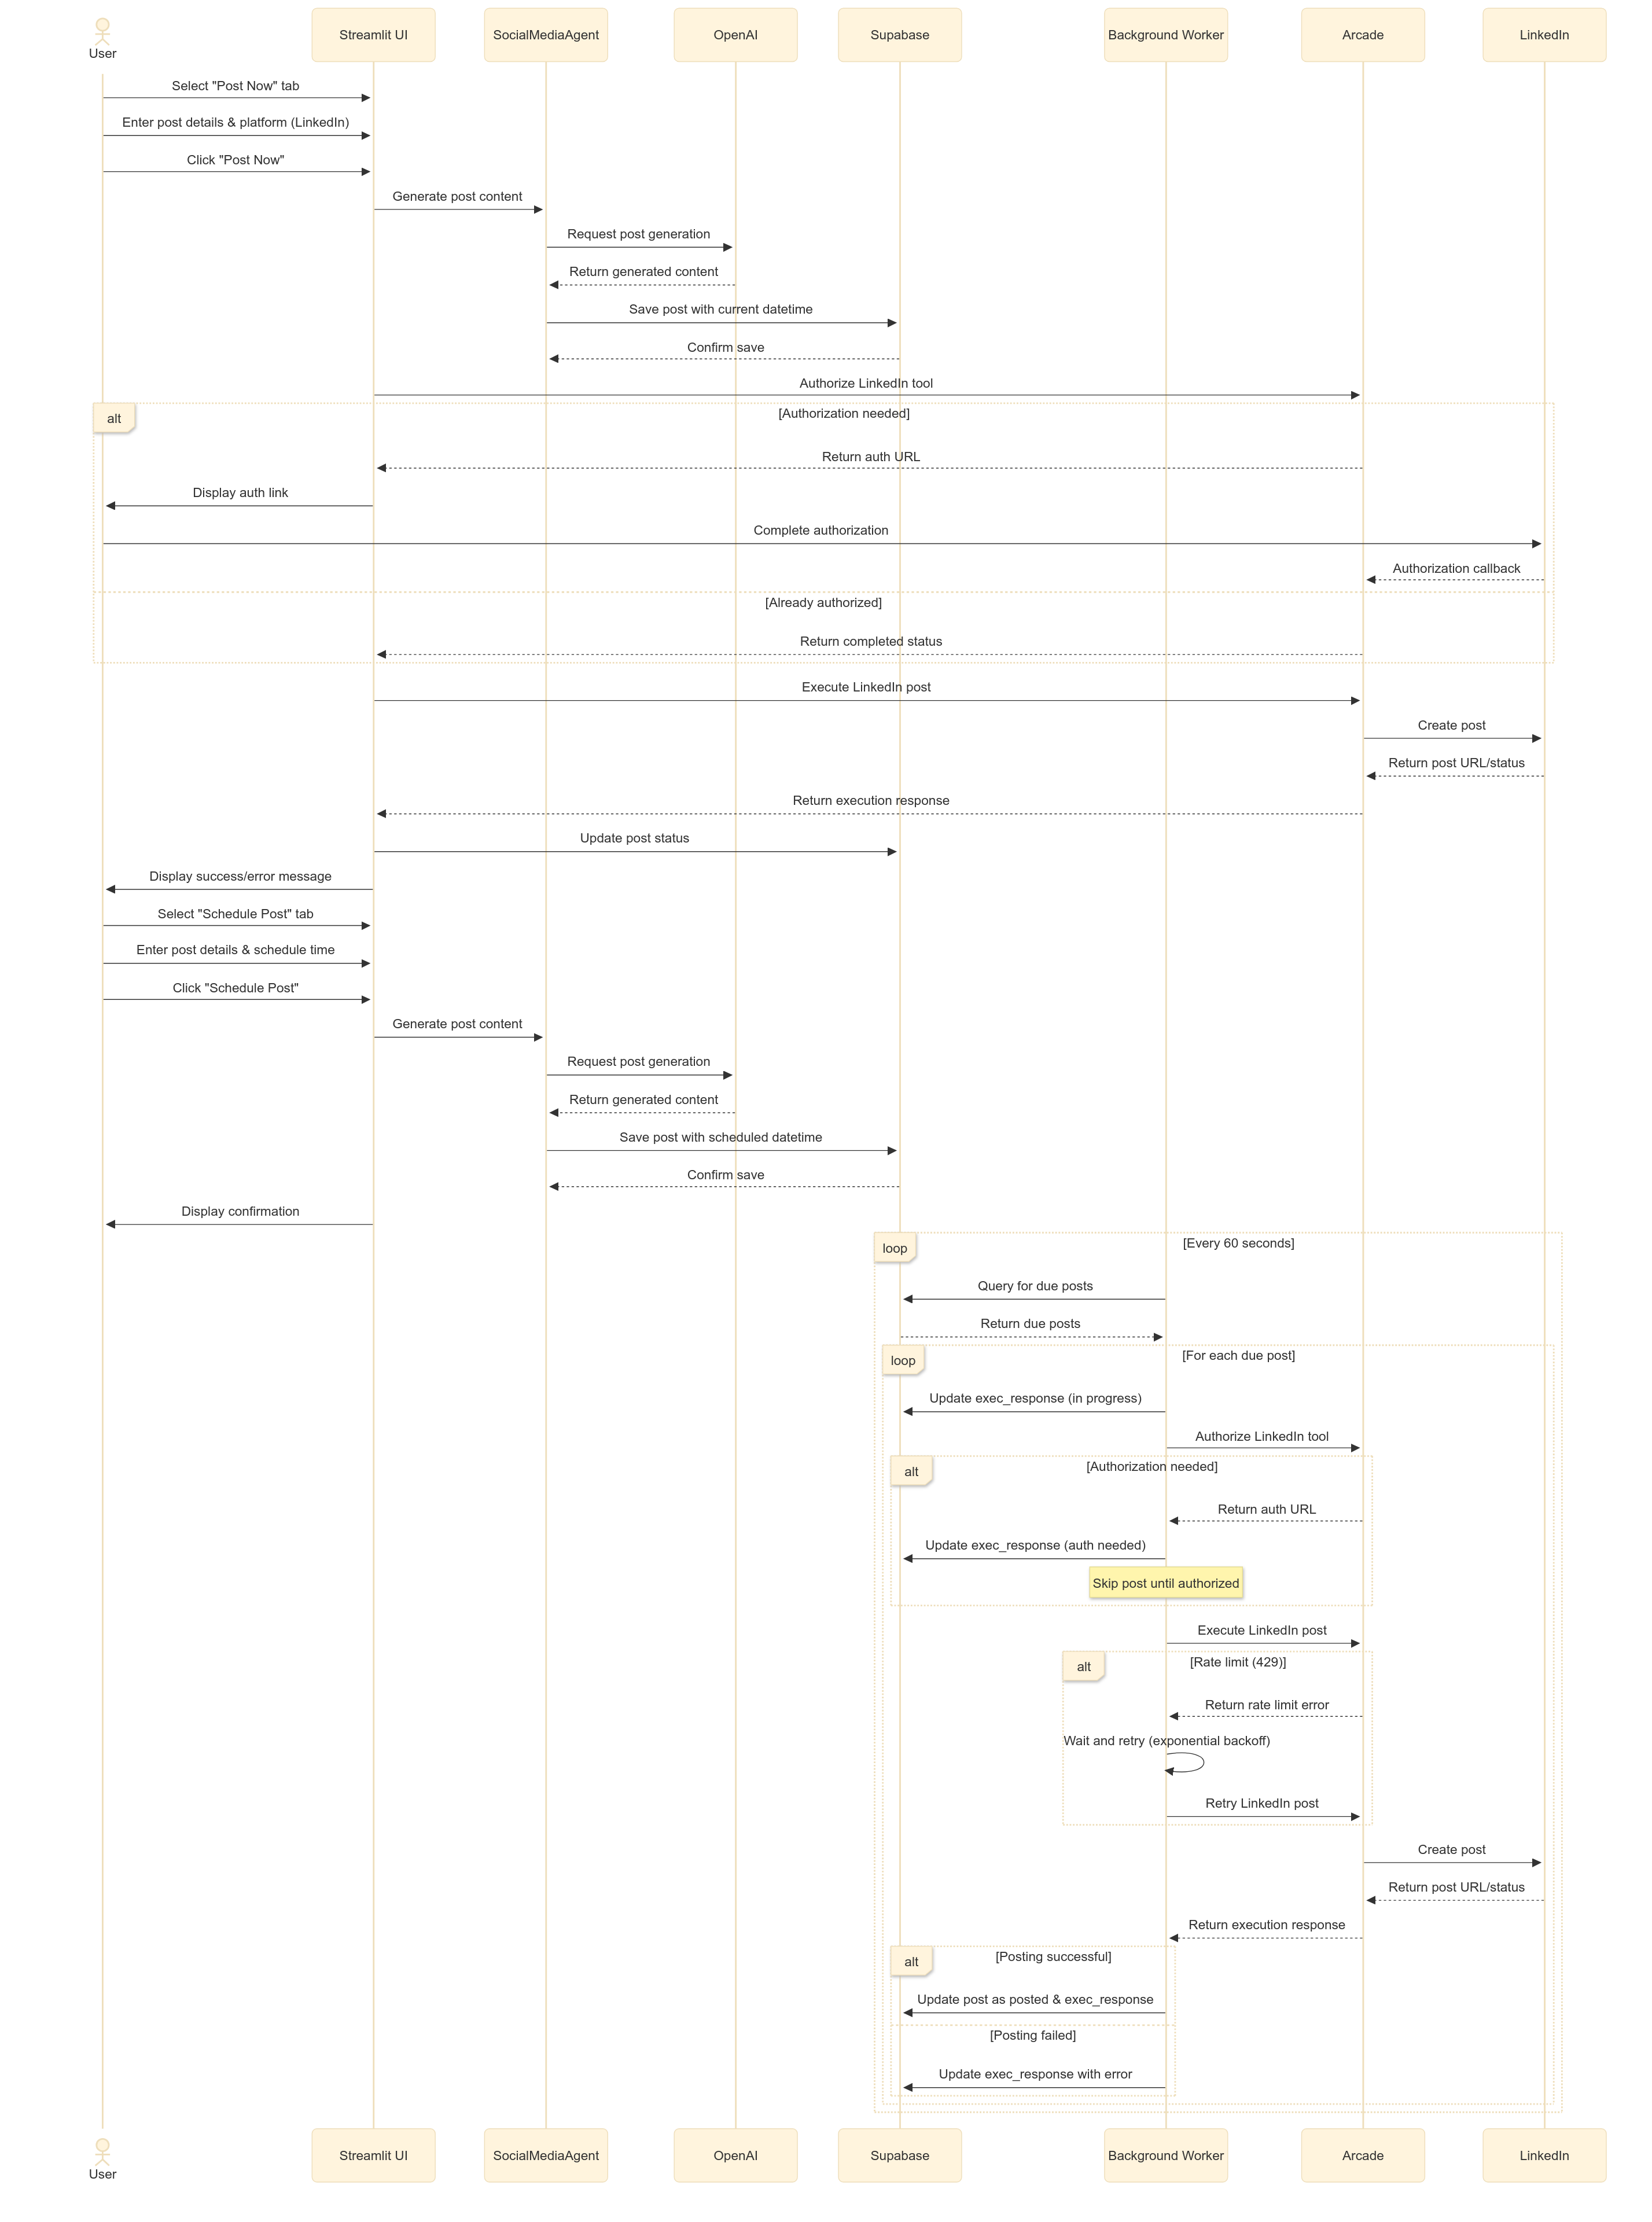 User
Streamlit UI
SocialMediaAgent
OpenAI
Supabase
Background Worker
Arcade
LinkedIn
Select "Post Now" tab
Enter post details & platform (LinkedIn)
Click "Post Now"
Generate post content
Request post generation
Return generated content
Save post with current datetime
Confirm save
Authorize LinkedIn tool
alt
[Authorization needed]
Return auth URL
Display auth link
Complete authorization
Authorization callback
[Already authorized]
Return completed status
Execute LinkedIn post
Create post
Return post URL/status
Return execution response
Update post status
Display success/error message
Select "Schedule Post" tab
Enter post details & schedule time
Click "Schedule Post"
Generate post content
Request post generation
Return generated content
Save post with scheduled datetime
Confirm save
Display confirmation
loop
[Every 60 seconds]
Query for due posts
Return due posts
loop
[For each due post]
Update exec_response (in progress)
Authorize LinkedIn tool
alt
[Authorization needed]
Return auth URL
Update exec_response (auth needed)
Skip post until authorized
Execute LinkedIn post
alt
[Rate limit (429)]
Return rate limit error
Wait and retry (exponential backoff)
Retry LinkedIn post
Create post
Return post URL/status
Return execution response
alt
[Posting successful]
Update post as posted & exec_response
[Posting failed]
Update exec_response with error
User
Streamlit UI
SocialMediaAgent
OpenAI
Supabase
Background Worker
Arcade
LinkedIn